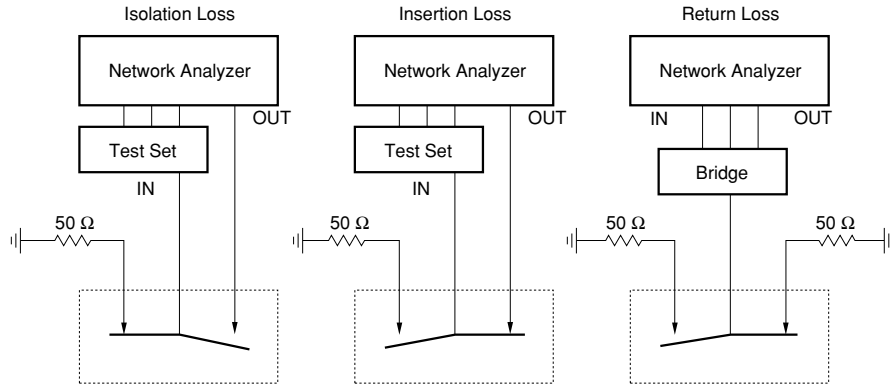 Isolation Loss
Insertion Loss
Return Loss
Network Analyzer
Network Analyzer
Network Analyzer
OUT
OUT
IN
OUT
Test Set
Test Set
Bridge
IN
IN
50 Ω
50 Ω
50 Ω
50 Ω